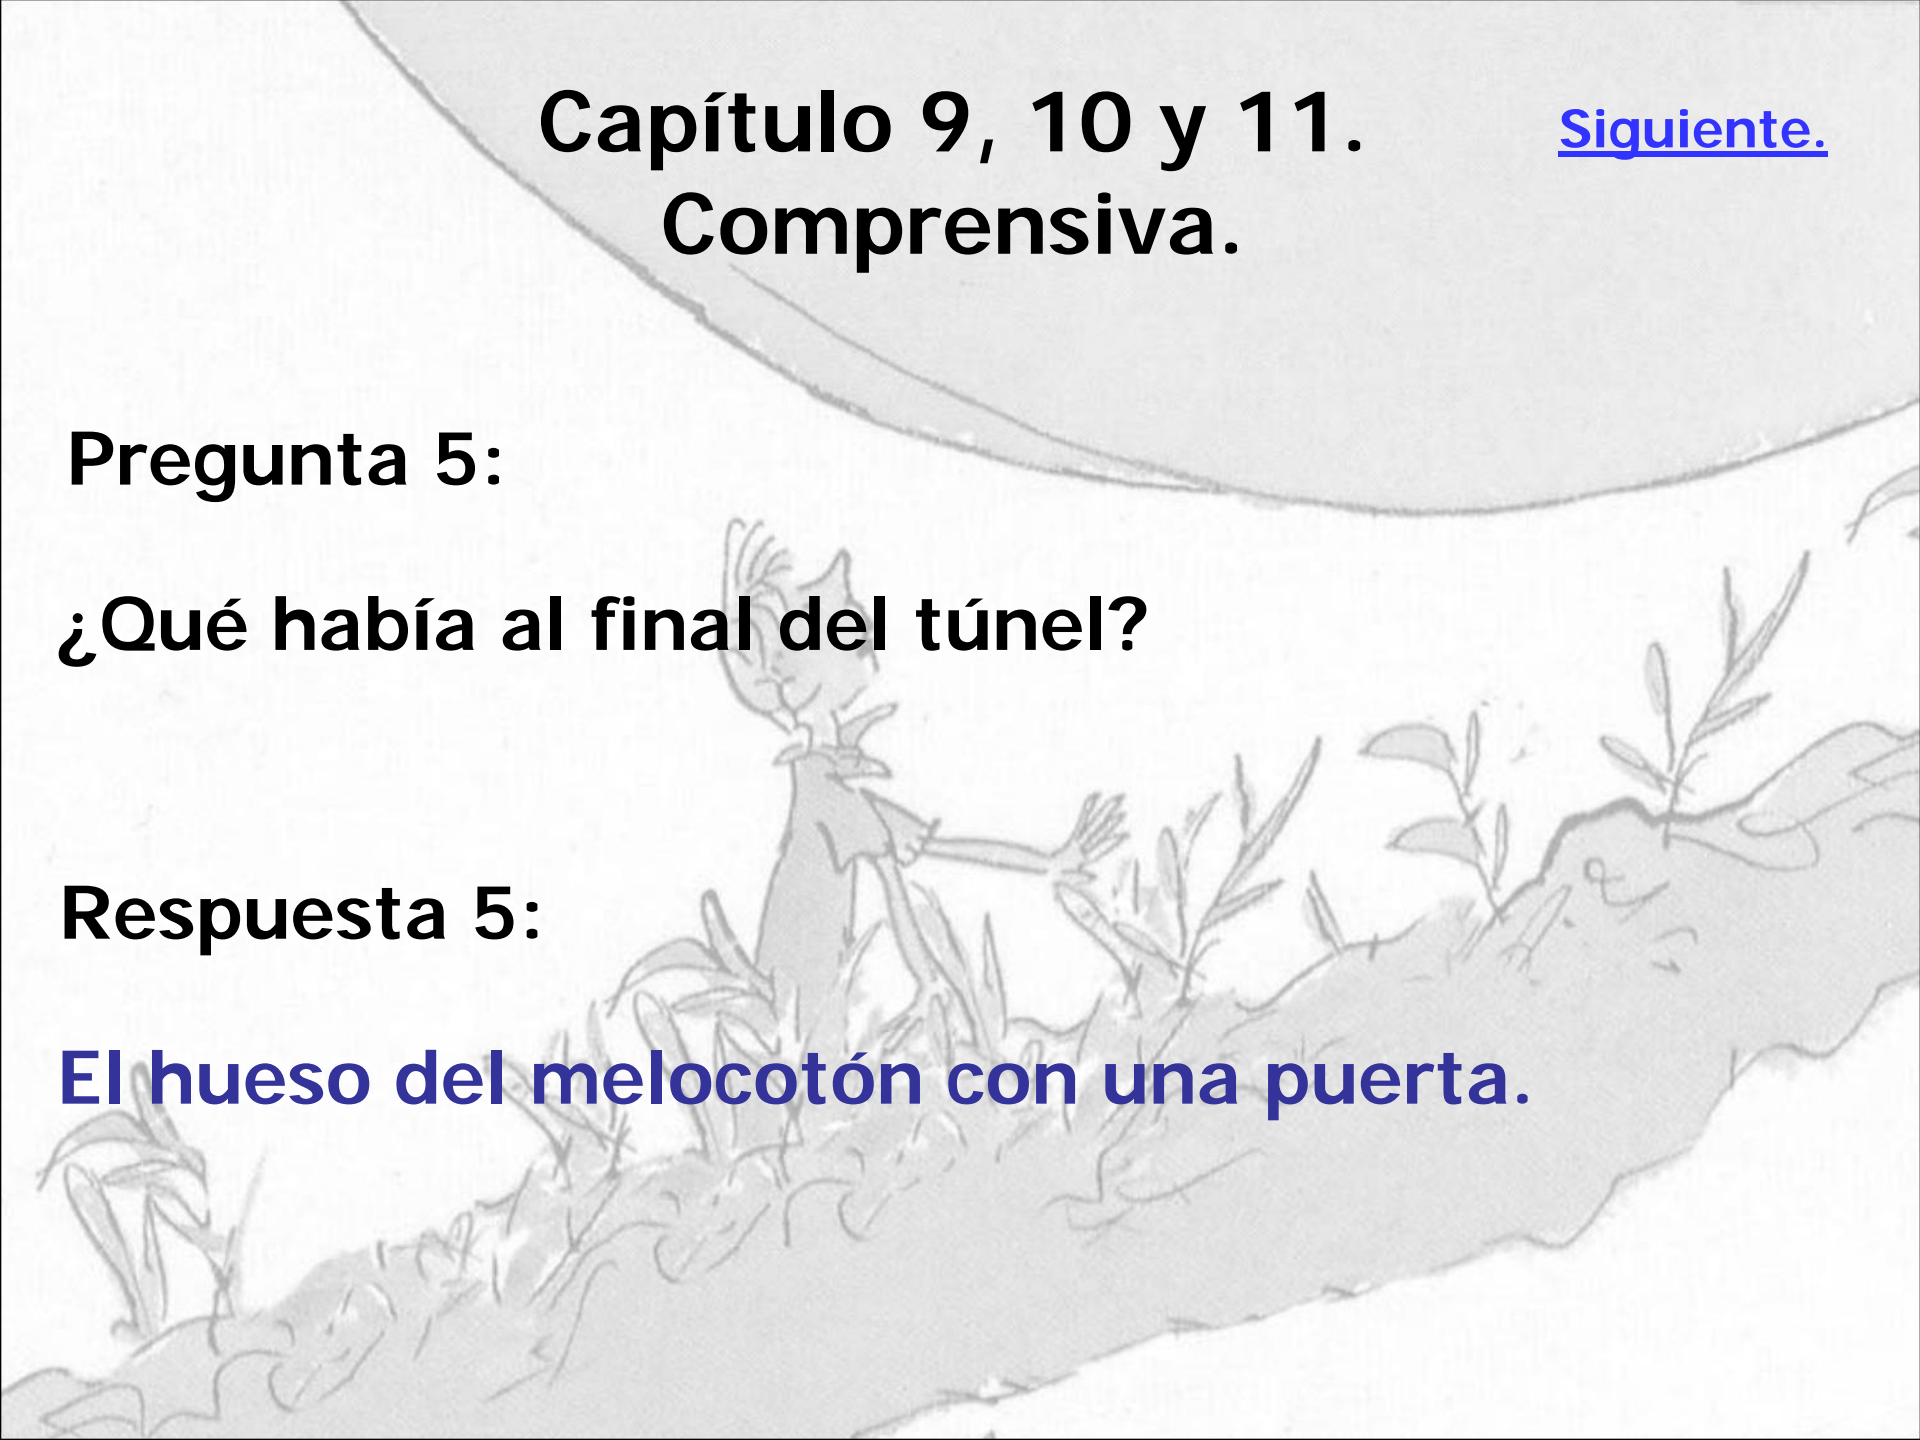 Capítulo 9, 10 y 11.
Siguiente.
Comprensiva.
Pregunta 5:
¿Qué había al final del túnel?
Respuesta 5:
El hueso del melocotón con una puerta.